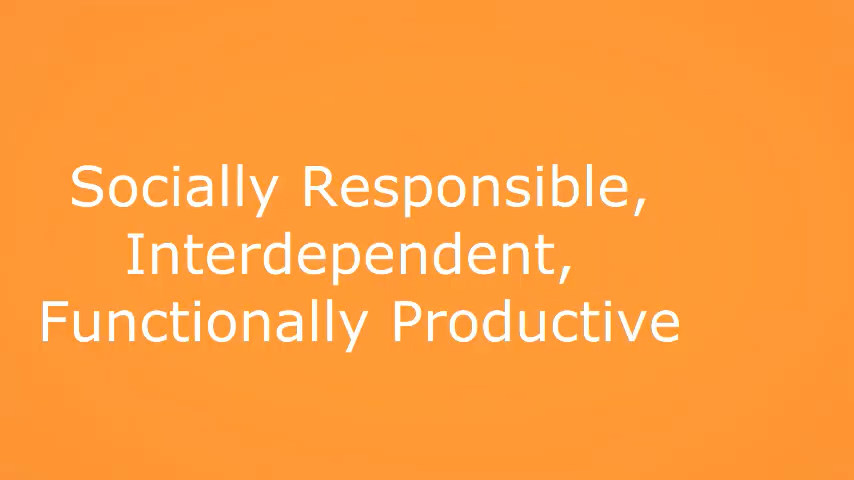 Socially Responsible,
Interdependent,
Functionally Productive